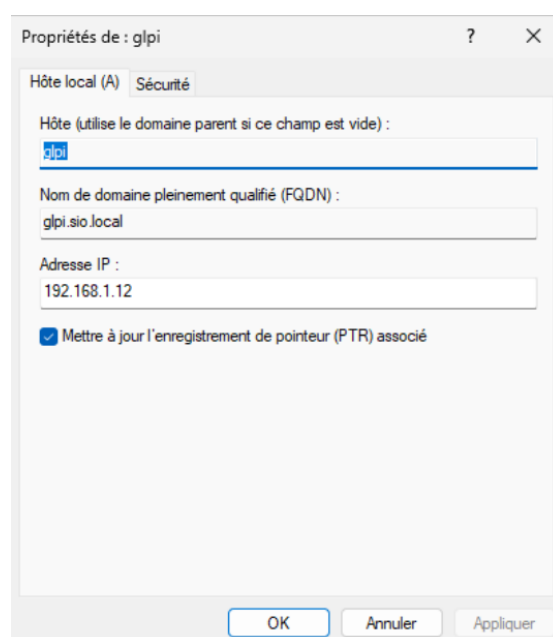 Propriétés de : glpi
Hôte local (A) Sécurité
Hôte (utilise le domaine parent si ce champ est vide) :
glpi
Nom de domaine pleinement qualifié (FQDN) :
glpi.sio.local
Adresse IP :
192.168.1.12
Mettre à jour l'enregistrement de pointeur (PTR) associé
OK Annuler Appliquer